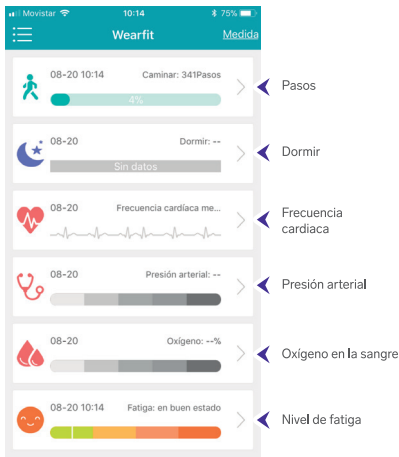 Movistar 10:14 75%
Wearfit
Medida
08-20 10:14 Caminar: 341Pasos
4%
Pasos
08-20 Dormir: --
Sin datos
Dormir
08-20 Frecuencia cardíaca me...
Frecuencia
cardiaca
08-20 Presión arterial: --
Presión arterial
08-20 Oxígeno: --%
Oxígeno en la sangre
08-20 10:14 Fatiga: en buen estado
Nivel de fatiga